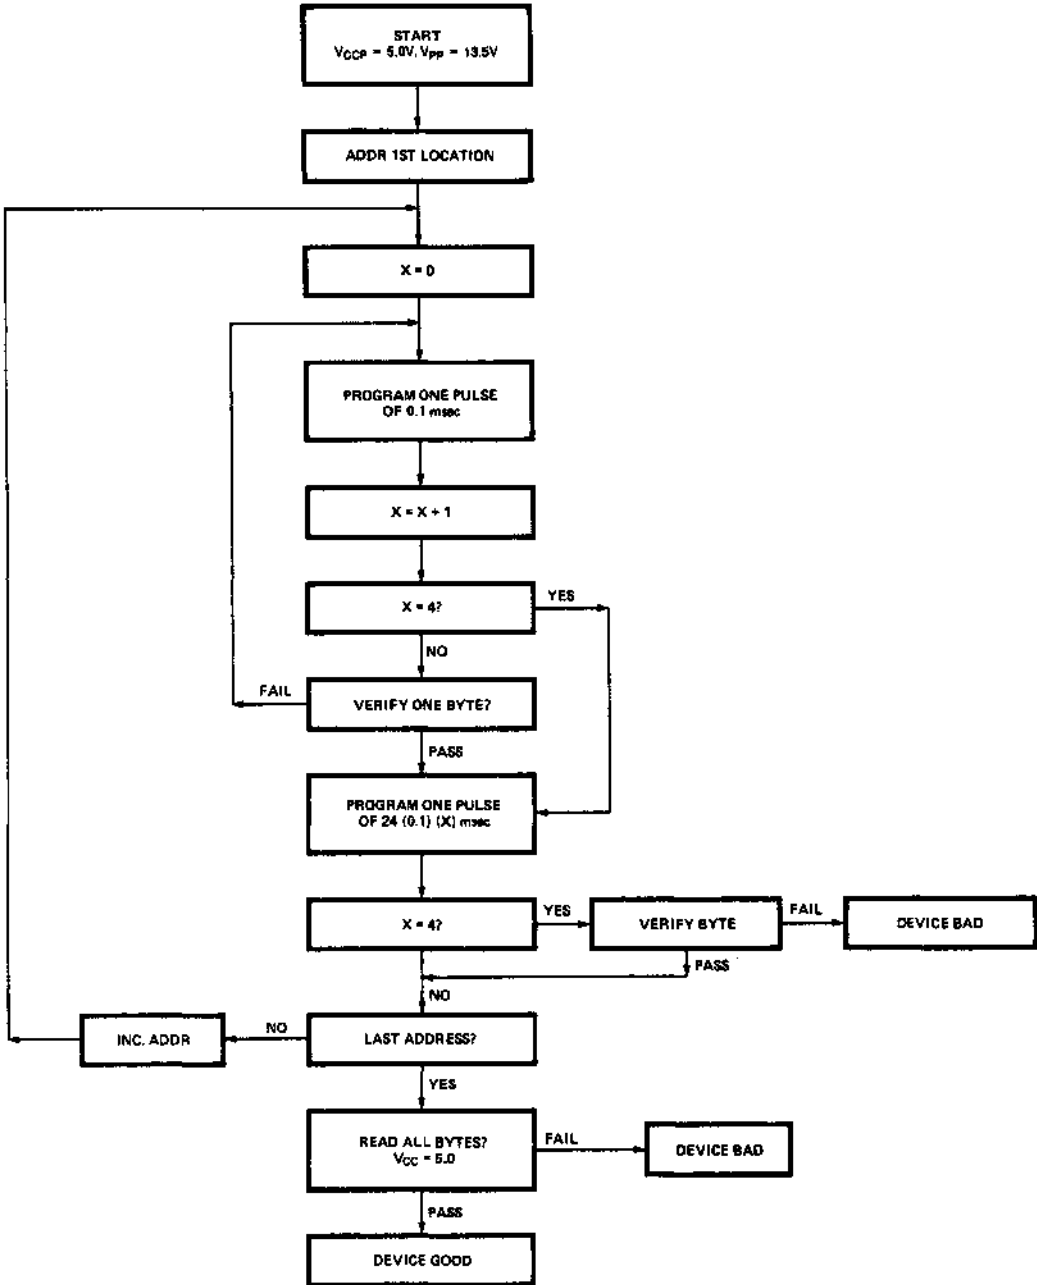 START
VCCP = 5.0V, VPP = 13.5V
ADDR 1ST LOCATION
X = 0
PROGRAM ONE PULSE
OF 0.1 msec
X = X + 1
X = 4?
YES
NO
FAIL
VERIFY ONE BYTE?
PASS
PROGRAM ONE PULSE
OF 24 (0.1) (X) msec
X = 4?
YES
VERIFY BYTE
FAIL
DEVICE BAD
PASS
NO
INC. ADDR
NO
LAST ADDRESS?
YES
READ ALL BYTES?
VCC = 5.0
FAIL
DEVICE BAD
PASS
DEVICE GOOD